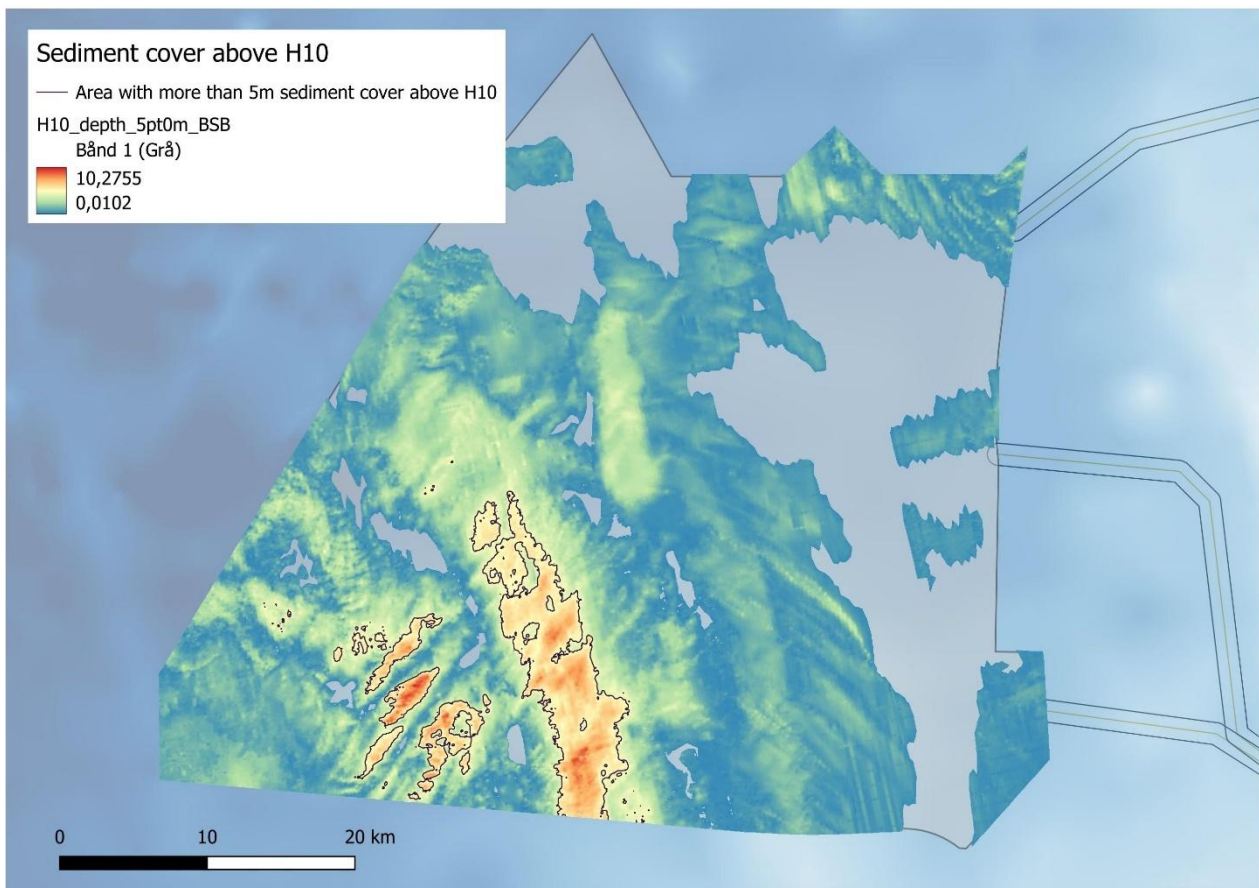 Sediment cover above H10
Area with more than 5m sediment cover above H10
H10_depth_5pt0m_BSB
Bånd 1 (Grå)
10,2755
0,0102
0 10 20 km